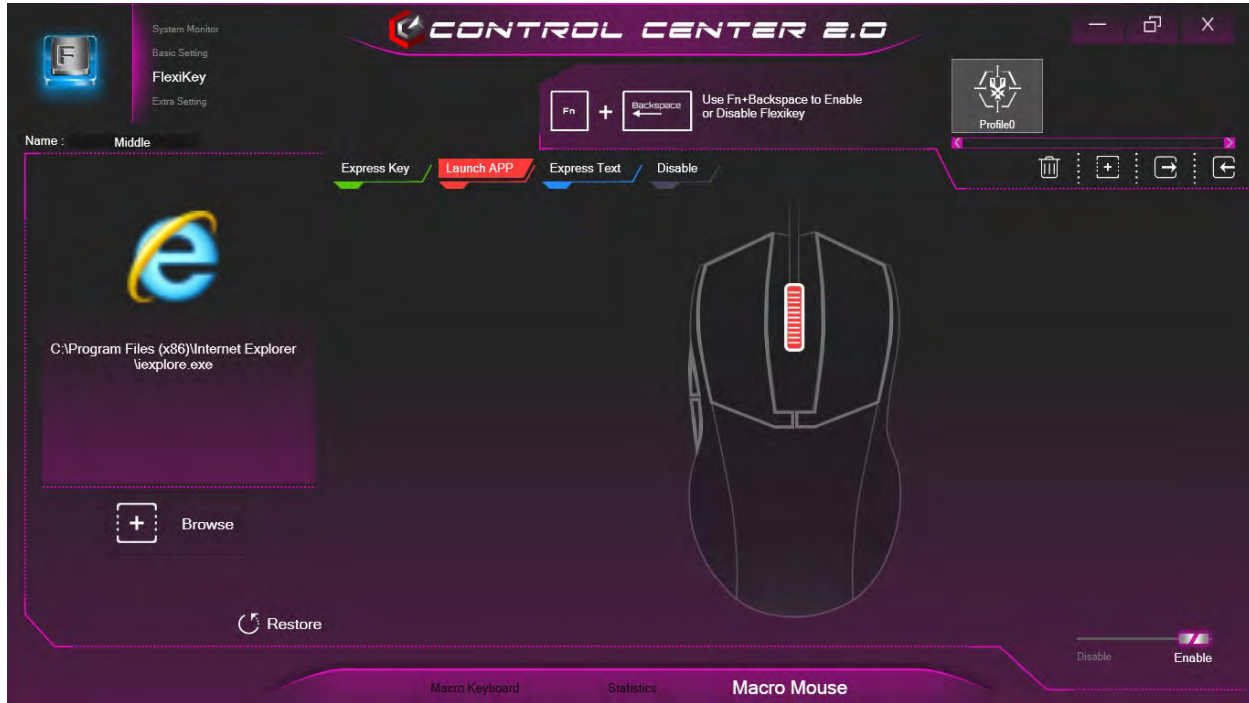 F
System Monitor
Basic Setting
FlexiKey
Extra Setting
CONTROL CENTER 2.0
Fn
+
Backspace
Use Fn+Backspace to Enable
or Disable Flexikey
Profile0
Name :
Middle
Express Key
Launch APP
Express Text
Disable
C:\Program Files (x86)\Internet Explorer
\iexplore.exe
Browse
Restore
Disable
Enable
Macro Keyboard
Statistics
Macro Mouse